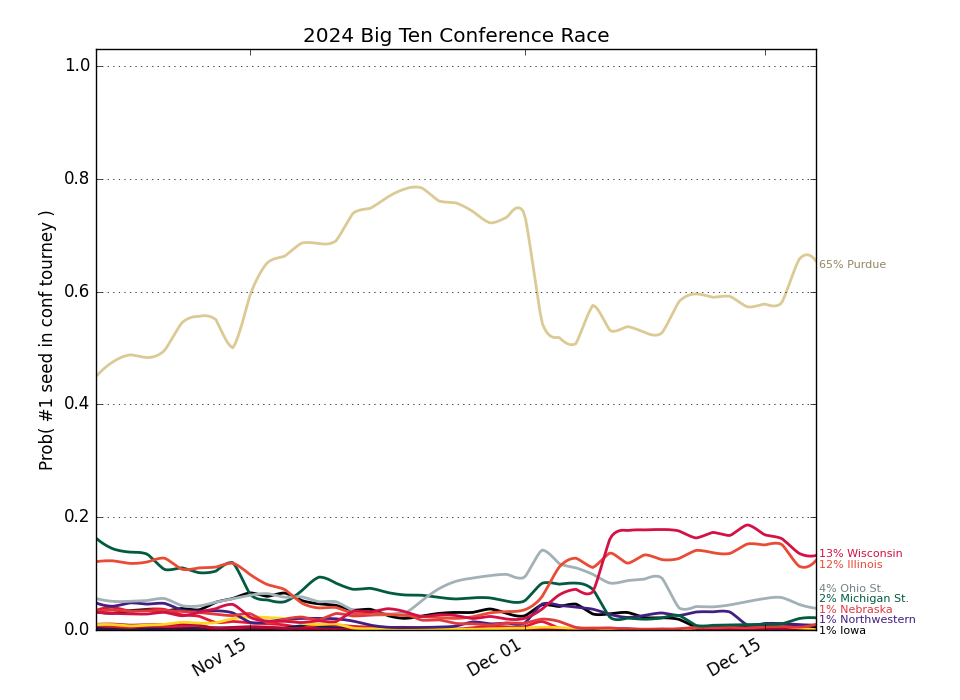 2024 Big Ten Conference Race
Prob( #1 seed in conf tourney )
1.0
0.8
0.6
0.4
0.2
0.0
Nov 15
Dec 01
Dec 15
65% Purdue
13% Wisconsin
12% Illinois
4% Ohio St.
2% Michigan St.
1% Nebraska
1% Northwestern
1% Iowa